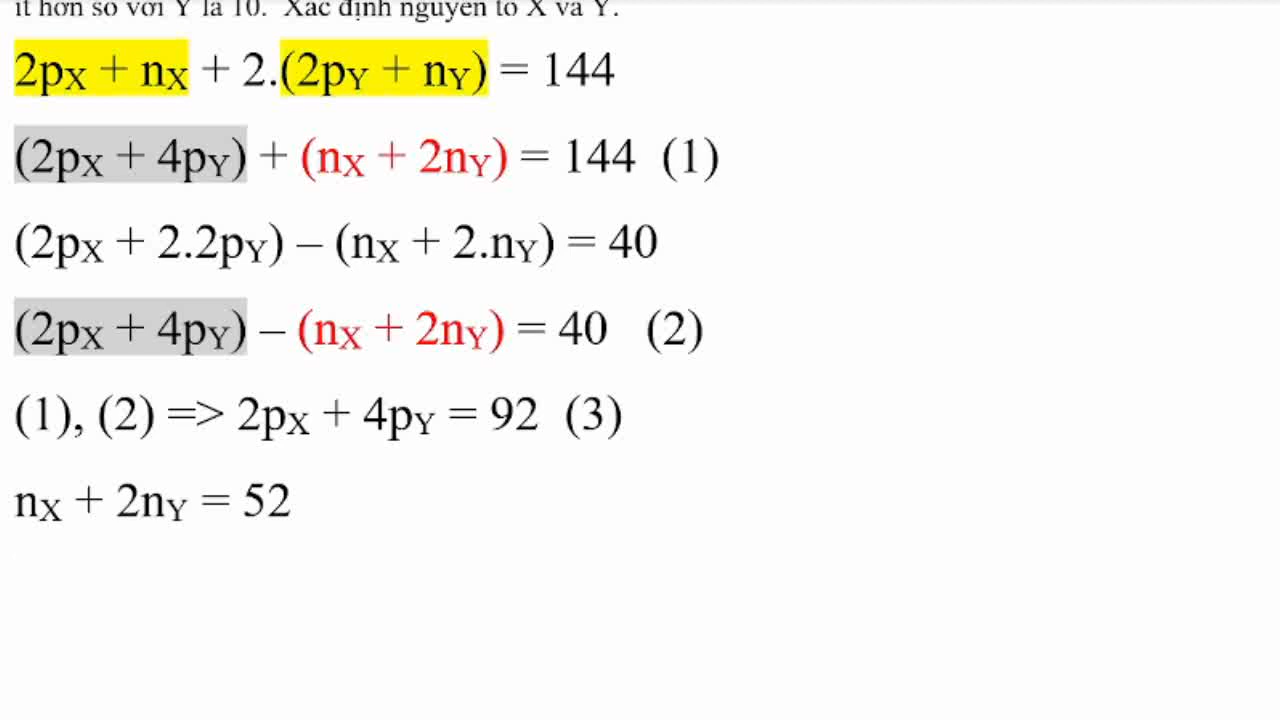 ít hơn so với Y là 10. Xác định nguyên tố X và Y.
2pX + nX + 2.(2pY + nY) = 144
(2pX + 4pY) + (nX + 2nY) = 144 (1)
(2pX + 2.2pY) – (nX + 2.nY) = 40
(2pX + 4pY) – (nX + 2nY) = 40 (2)
(1), (2) => 2pX + 4pY = 92 (3)
nX + 2nY = 52